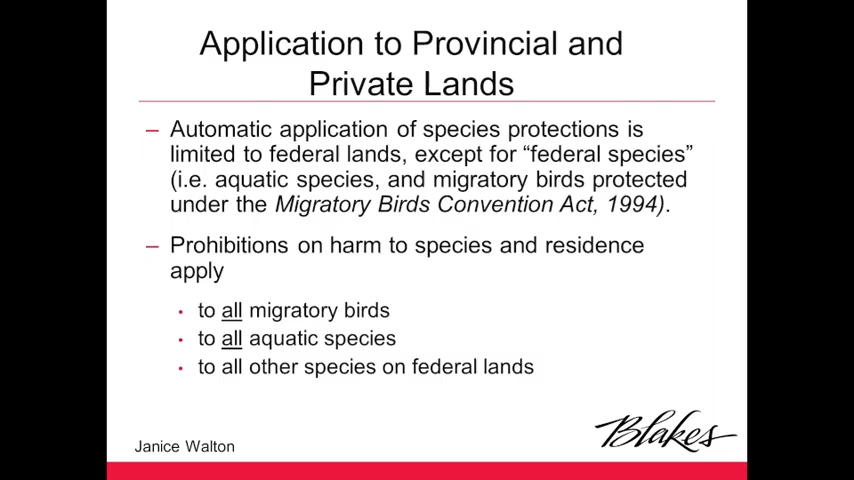 Application to Provincial and
Private Lands
– Automatic application of species protections is
limited to federal lands, except for “federal species”
(i.e. aquatic species, and migratory birds protected
under the Migratory Birds Convention Act, 1994).
– Prohibitions on harm to species and residence
apply
• to all migratory birds
• to all aquatic species
• to all other species on federal lands
Blakes
Janice Walton